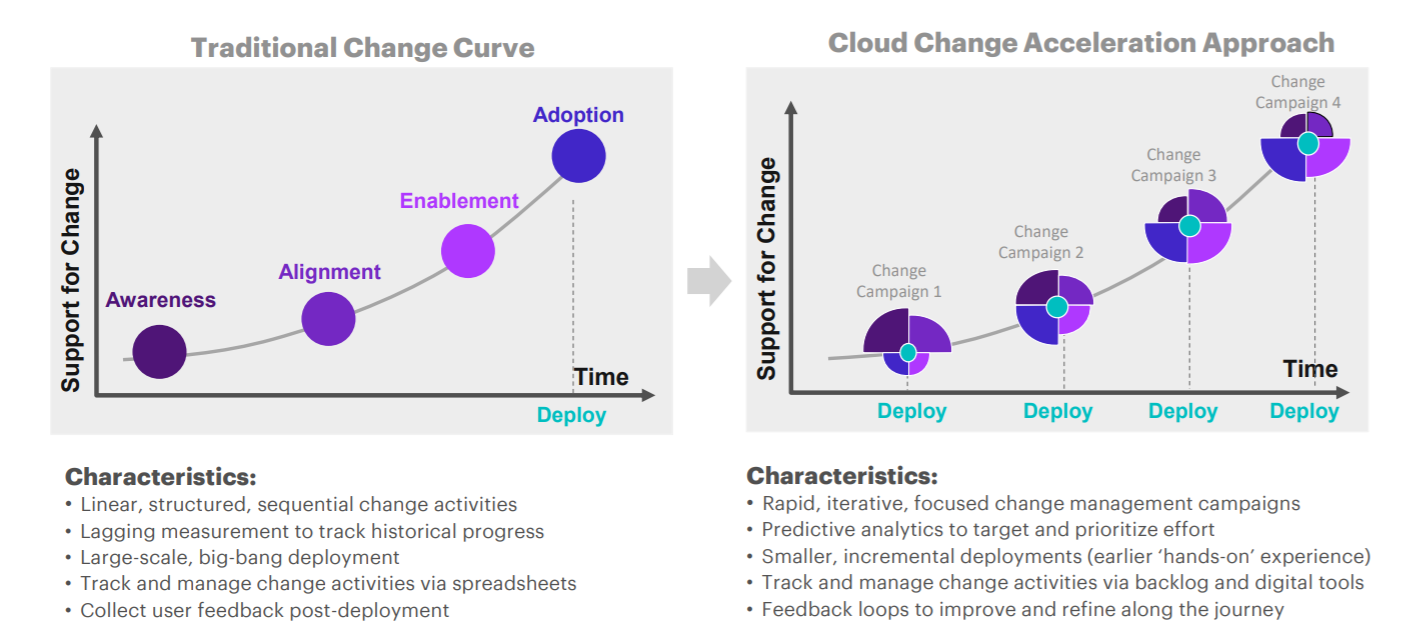 Traditional Change Curve
Support for Change
Awareness
Alignment
Enablement
Adoption
Time
Deploy
Characteristics:
• Linear, structured, sequential change activities
• Lagging measurement to track historical progress
• Large-scale, big-bang deployment
• Track and manage change activities via spreadsheets
• Collect user feedback post-deployment
Cloud Change Acceleration Approach
Support for Change
Change
Campaign 1
Change
Campaign 2
Change
Campaign 3
Change
Campaign 4
Time
Deploy
Deploy
Deploy
Deploy
Characteristics:
• Rapid, iterative, focused change management campaigns
• Predictive analytics to target and prioritize effort
• Smaller, incremental deployments (earlier ‘hands-on’ experience)
• Track and manage change activities via backlog and digital tools
• Feedback loops to improve and refine along the journey